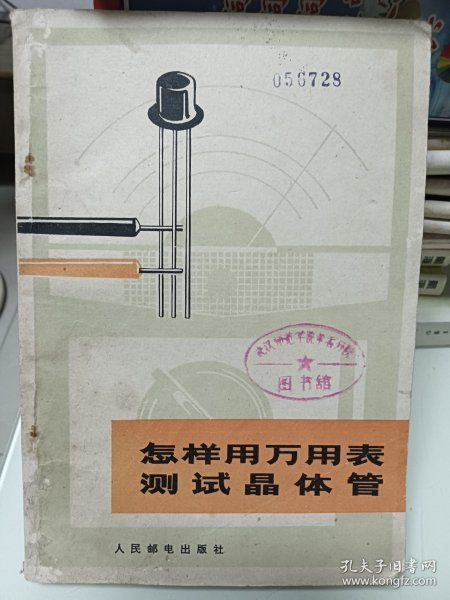 056728
图书馆
怎样用万用表
测试晶体管
人民邮电出版社
孔夫子旧书网
www.kongfz.com